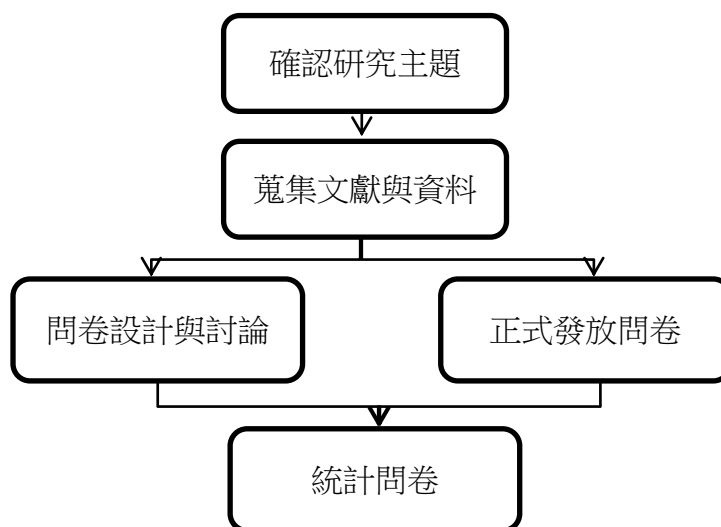 確認研究主題
蒐集文獻與資料
問卷設計與討論
正式發放問卷
統計問卷